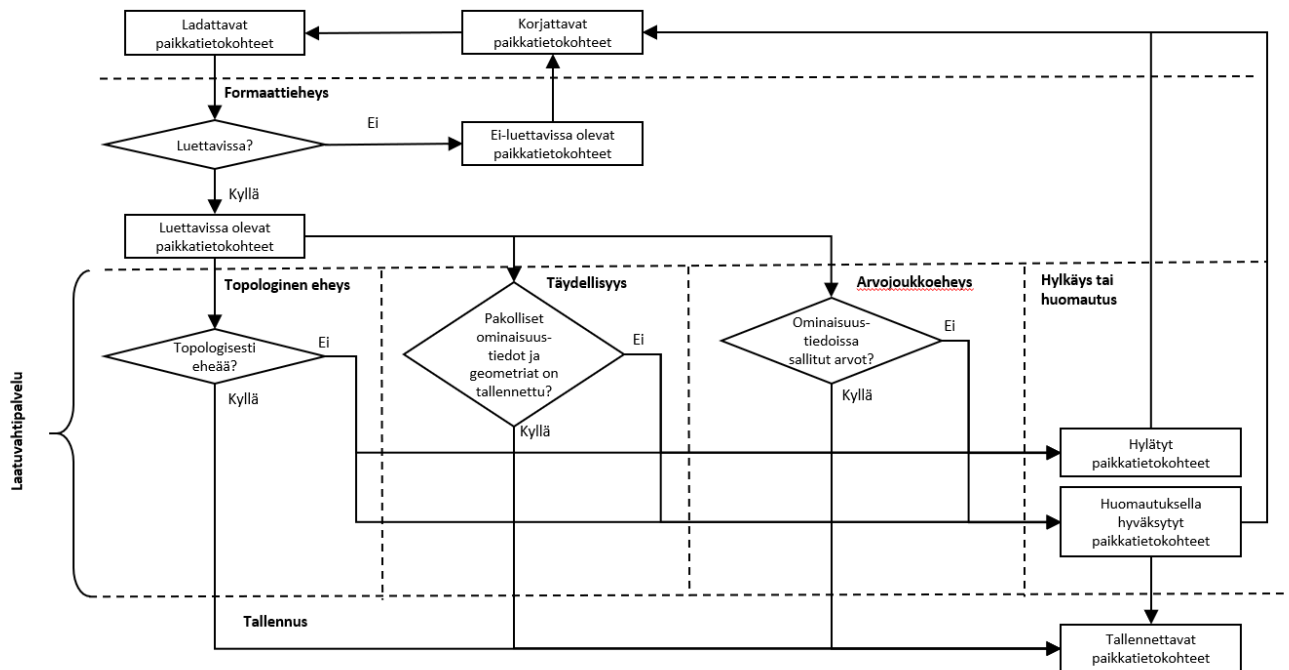 Ladattavat
paikkatietokohteet
Korjattavat
paikkatietokohteet
Formaattieheys
Luettavissa?
Ei
Ei-luettavissa olevat
paikkatietokohteet
Kyllä
Luettavissa olevat
paikkatietokohteet
Laatuvahtipalvelu
Topologinen eheys
Topologisesti
eheää?
Ei
Kyllä
Täydellisyys
Pakolliset
ominaisuus-
tiedot ja
geometriat on
tallennettu?
Ei
Kyllä
Arvojoukkoeheys
Ominaisuus-
tiedoissa
sallitut arvot?
Ei
Kyllä
Hylkäys tai
huomautus
Hylätyt
paikkatietokohteet
Huomautuksella
hyväksytyt
paikkatietokohteet
Tallennus
Tallennettavat
paikkatietokohteet